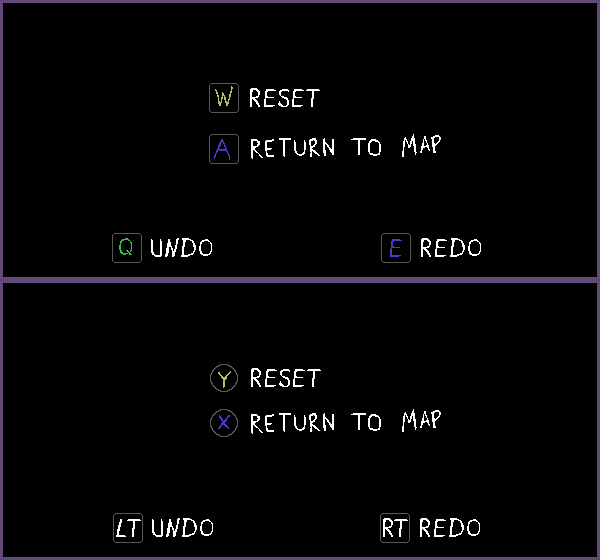 W RESET
A RETURN TO MAP
Q UNDO E REDO
Y RESET
X RETURN TO MAP
LT UNDO RT REDO